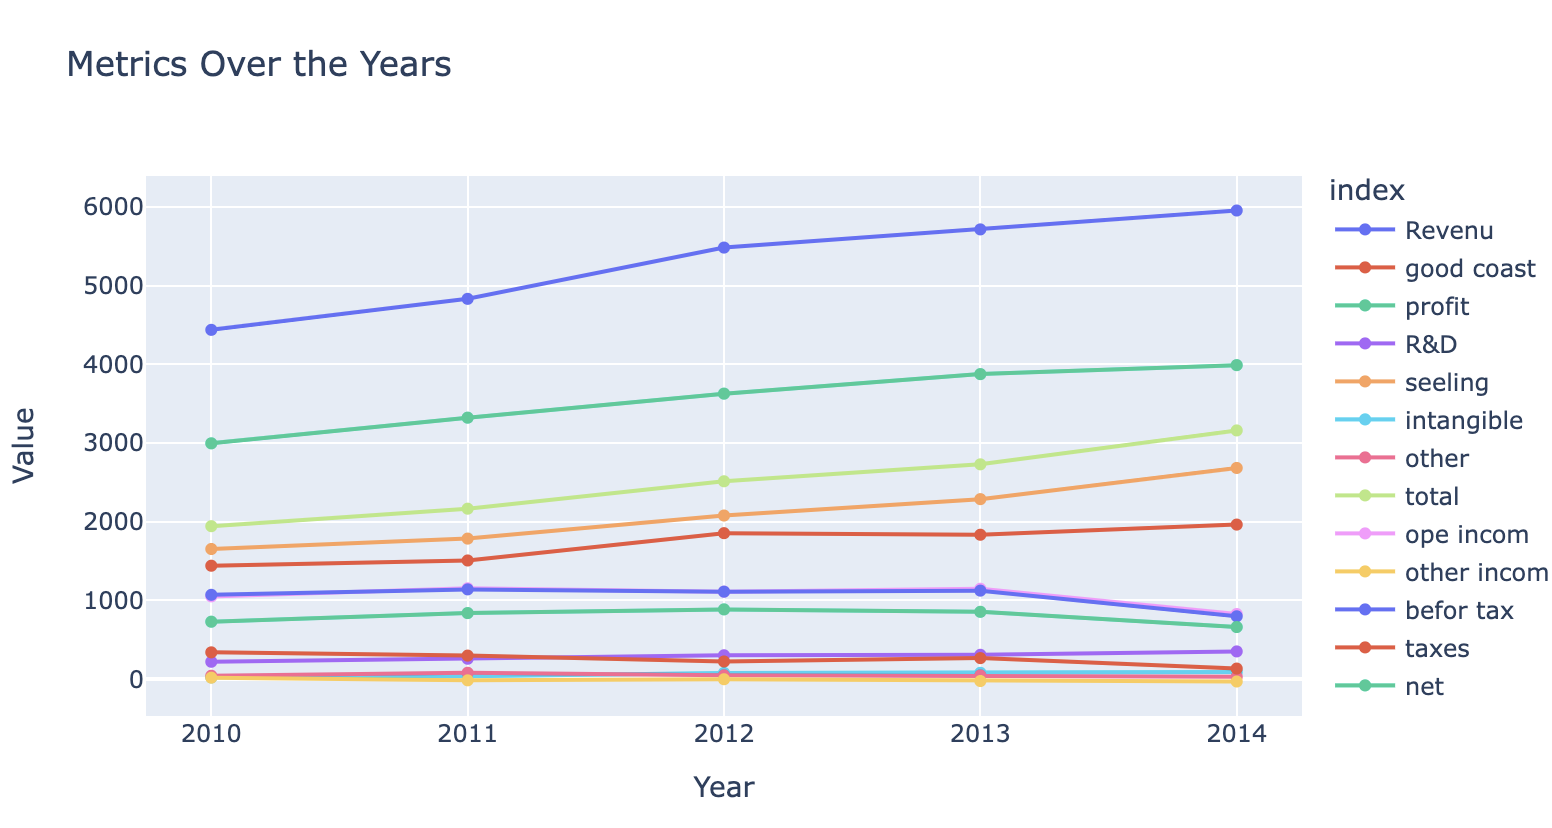 Metrics Over the Years
6000
5000
4000
3000
2000
1000
0
Value
2010 2011 2012 2013 2014
Year
index
Revenu
good coast
profit
R&D
seeling
intangible
other
total
ope incom
other incom
befor tax
taxes
net